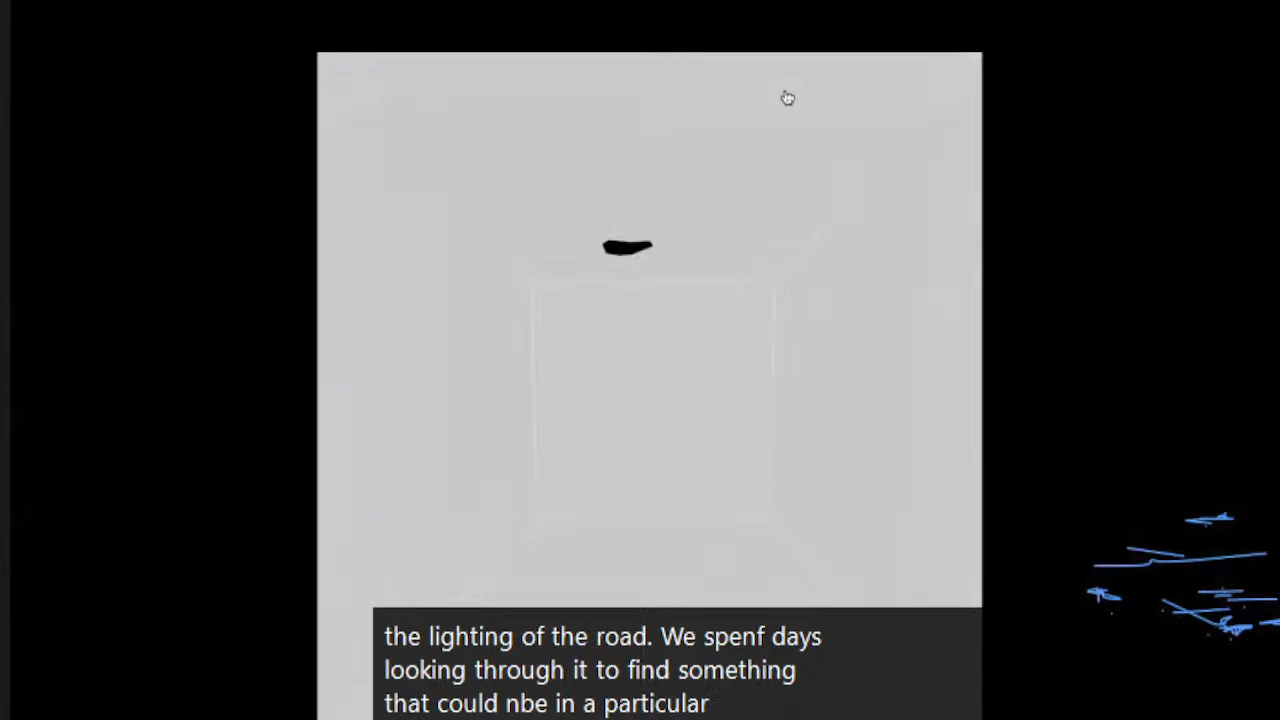 the lighting of the road. We spenf days
looking through it to find something
that could nbe in a particular